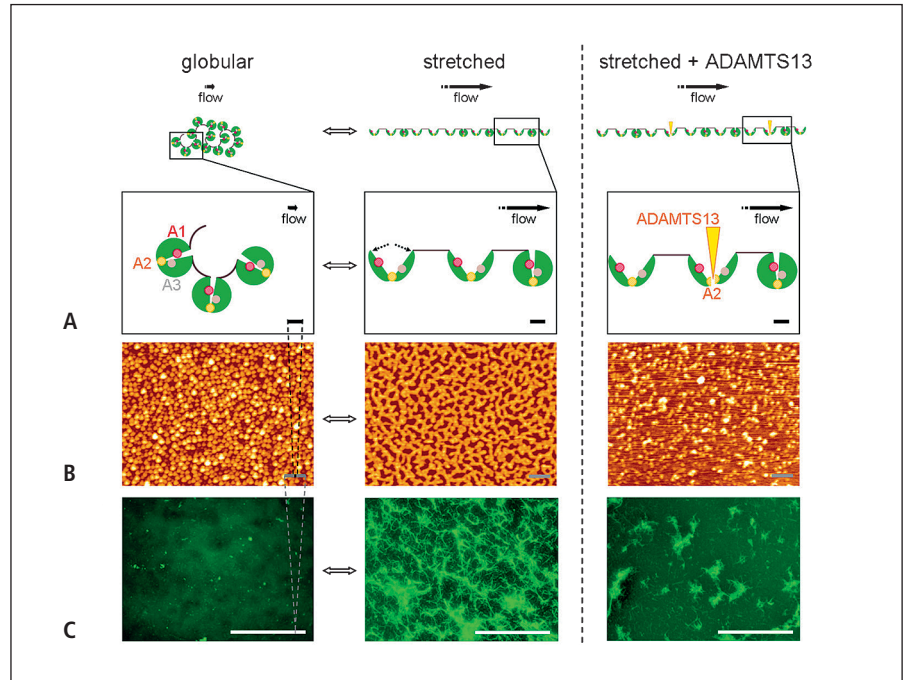 globular
stretched
stretched + ADAMTS13
flow
flow
flow
flow
flow
flow
A1
A2
A3
ADAMTS13
A2
A
B
C